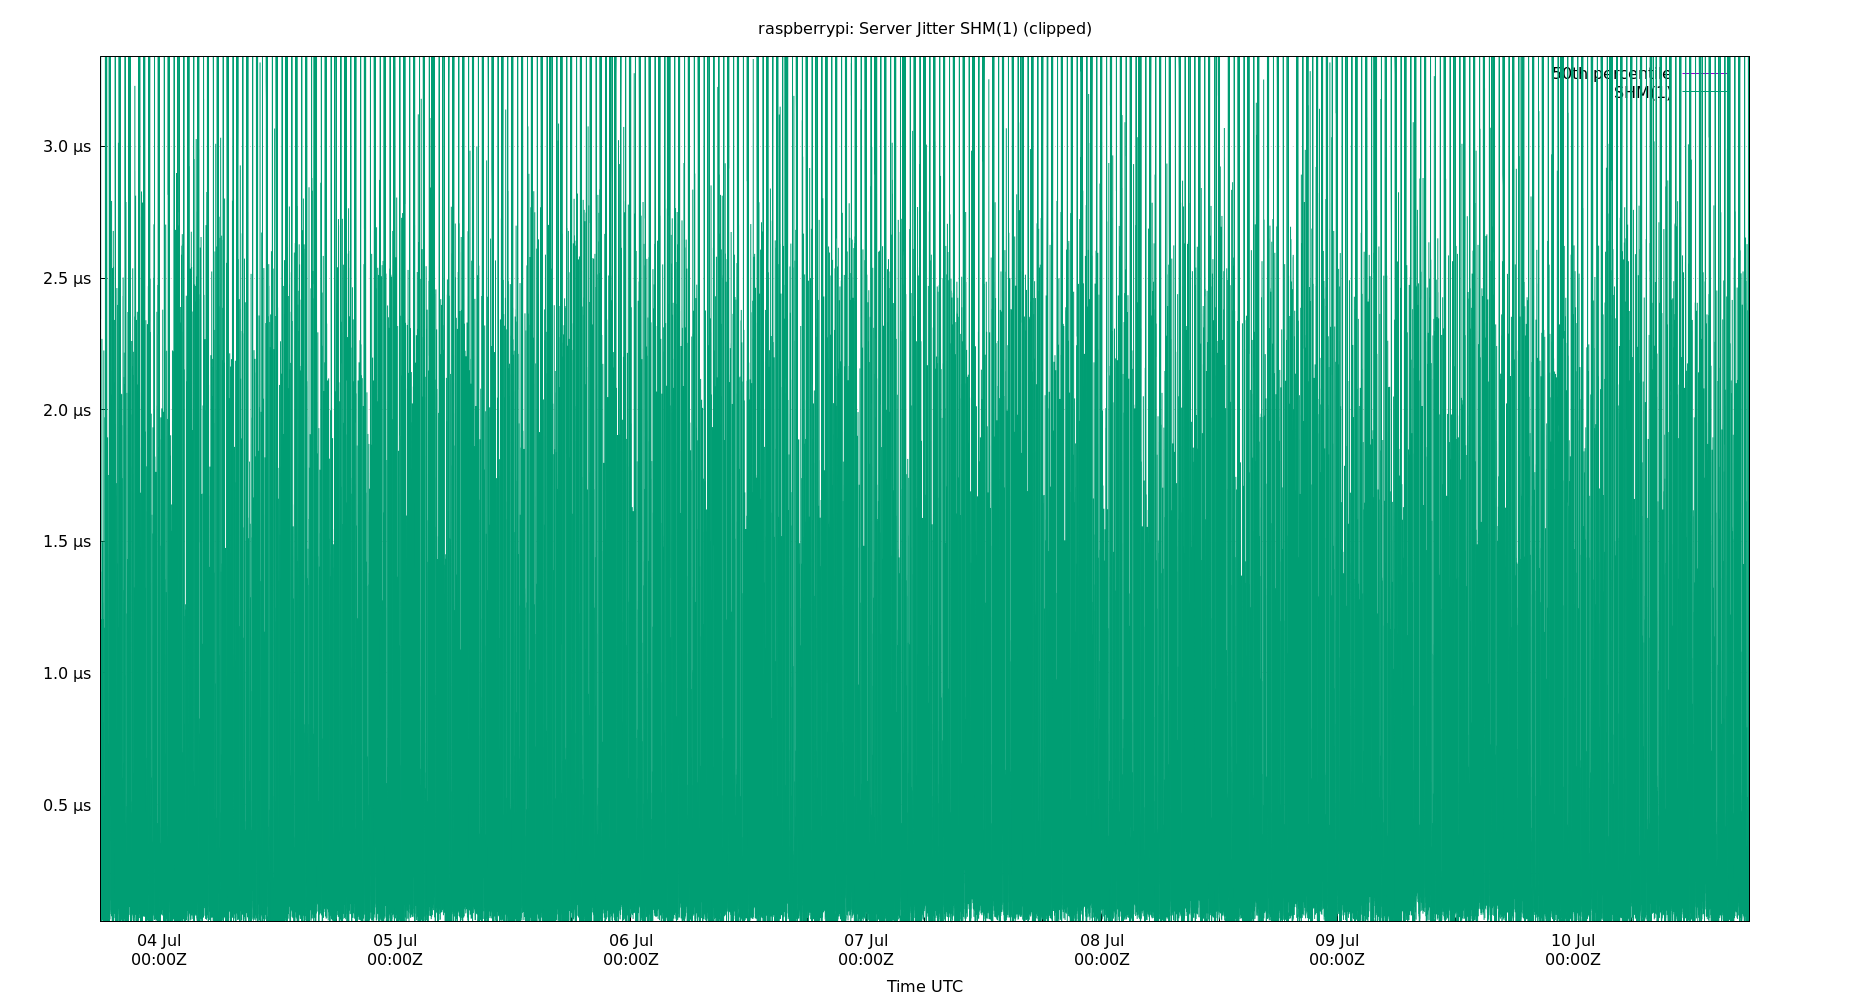 raspberrypi: Server Jitter SHM(1) (clipped)
50th percentile
SHM(1)
3.0 µs
2.5 µs
2.0 µs
1.5 µs
1.0 µs
0.5 µs
04 Jul 05 Jul 06 Jul 07 Jul 08 Jul 09 Jul 10 Jul
00:00Z 00:00Z 00:00Z 00:00Z 00:00Z 00:00Z 00:00Z
Time UTC